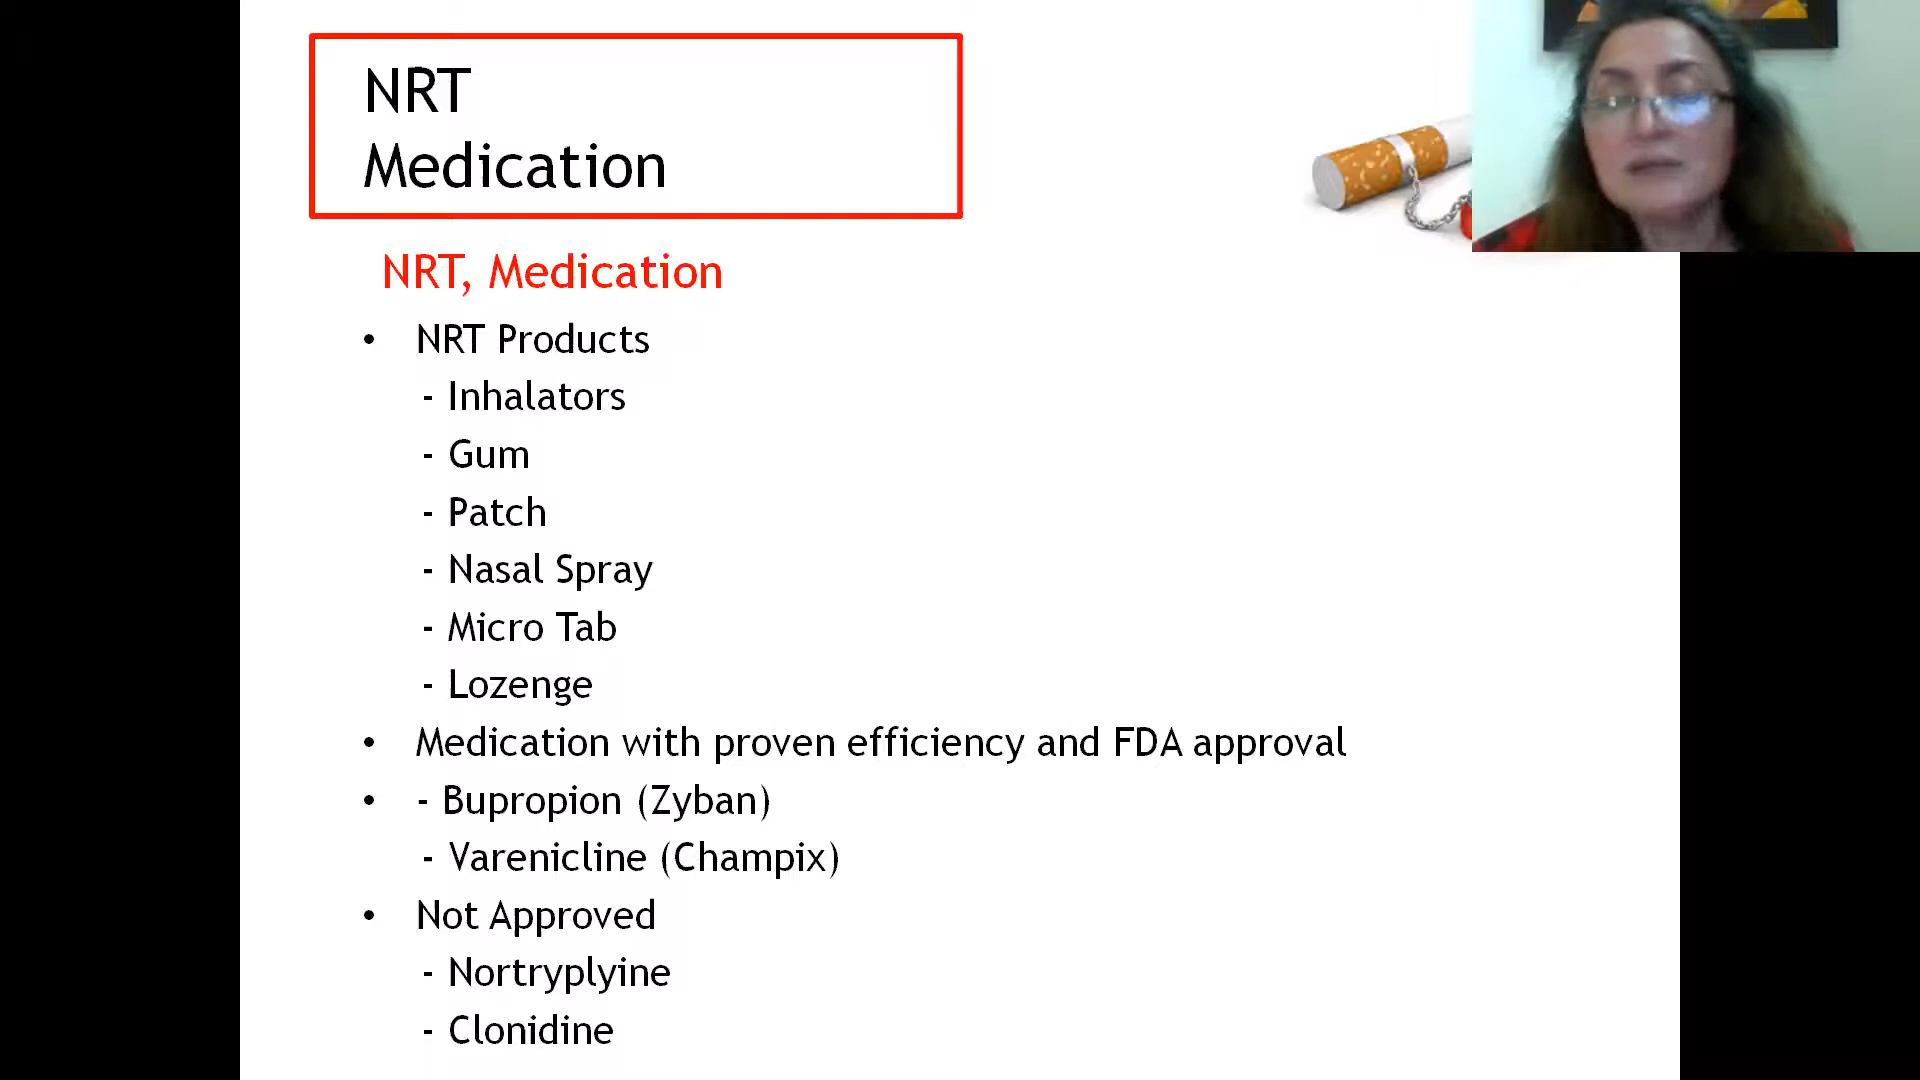 NRT
Medication
NRT, Medication
• NRT Products
- Inhalators
- Gum
- Patch
- Nasal Spray
- Micro Tab
- Lozenge
• Medication with proven efficiency and FDA approval
• - Bupropion (Zyban)
- Varenicline (Champix)
• Not Approved
- Nortryplyine
- Clonidine